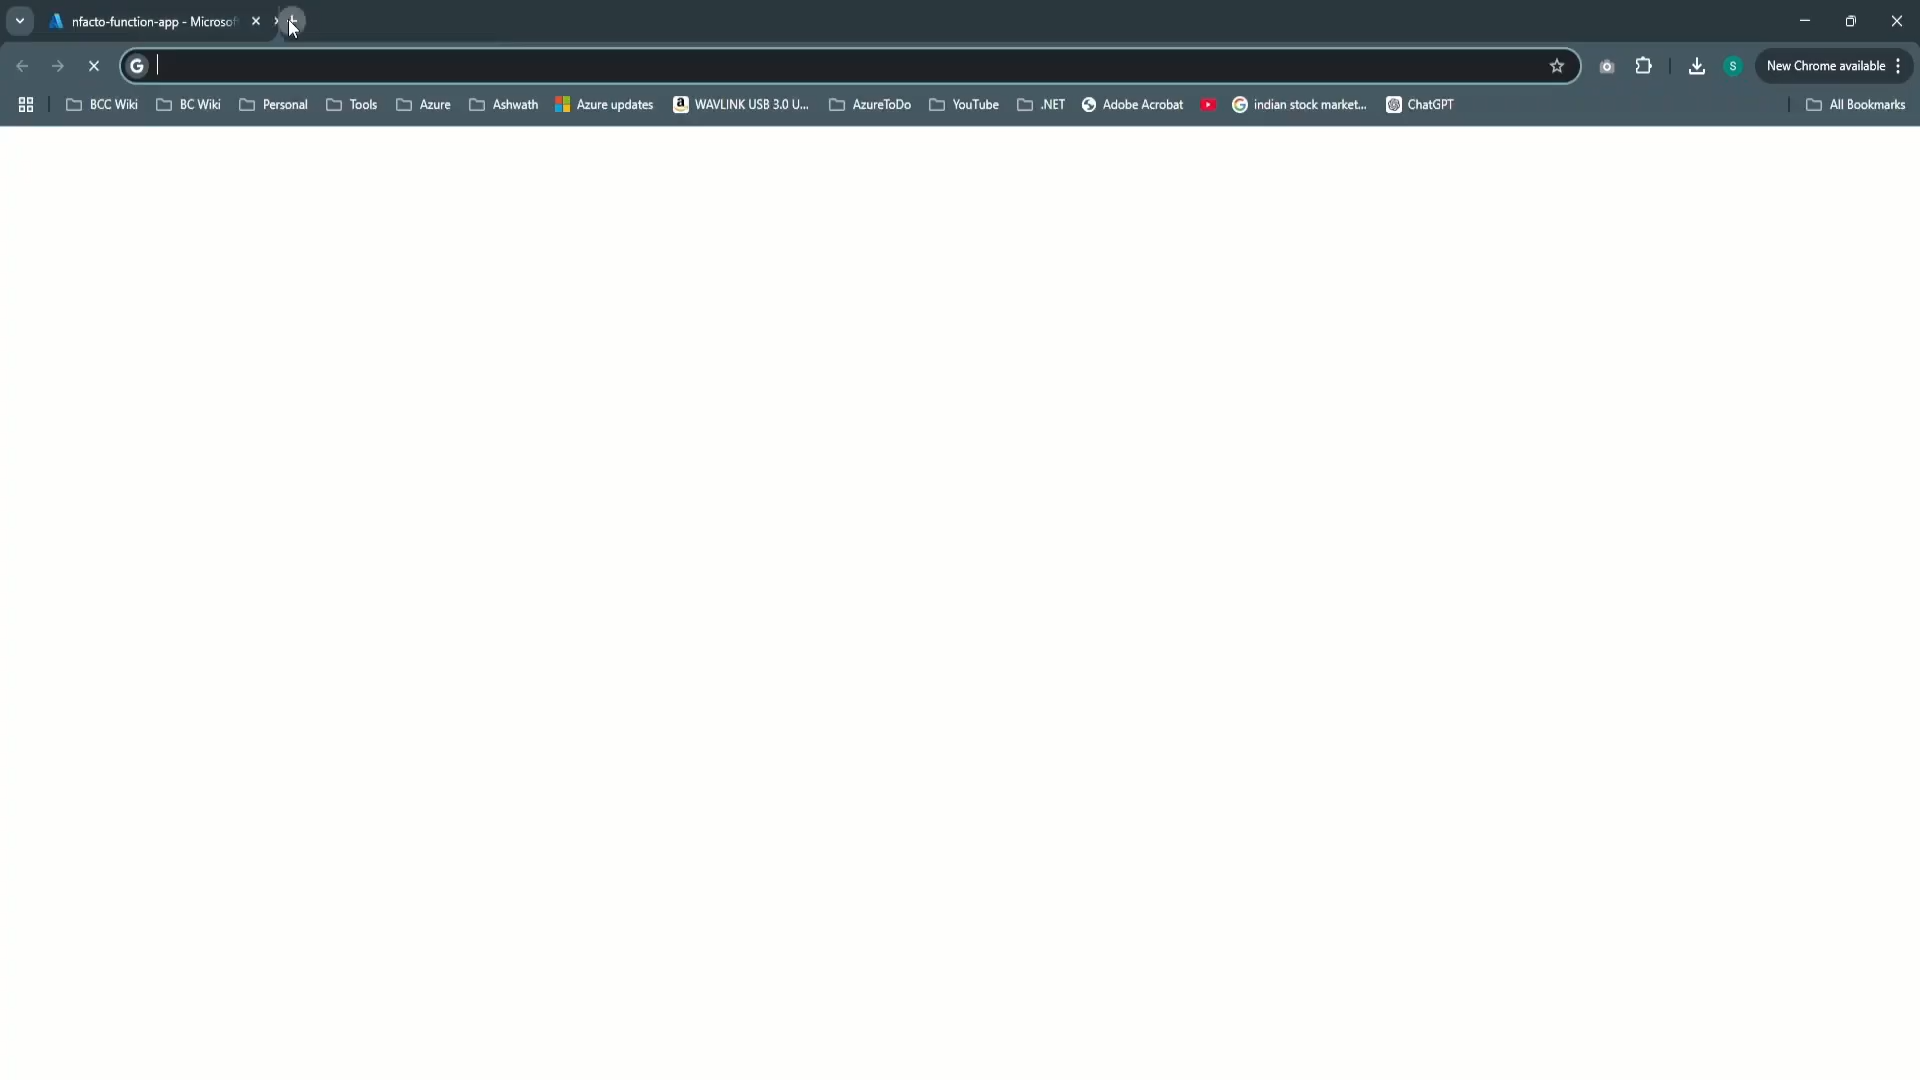 nfacto-function-app - Microsof
New Chrome available
BCC Wiki
BC Wiki
Personal
Tools
Azure
Ashwath
Azure updates
WAVLINK USB 3.0 U...
AzureToDo
YouTube
.NET
Adobe Acrobat
indian stock market...
ChatGPT
All Bookmarks